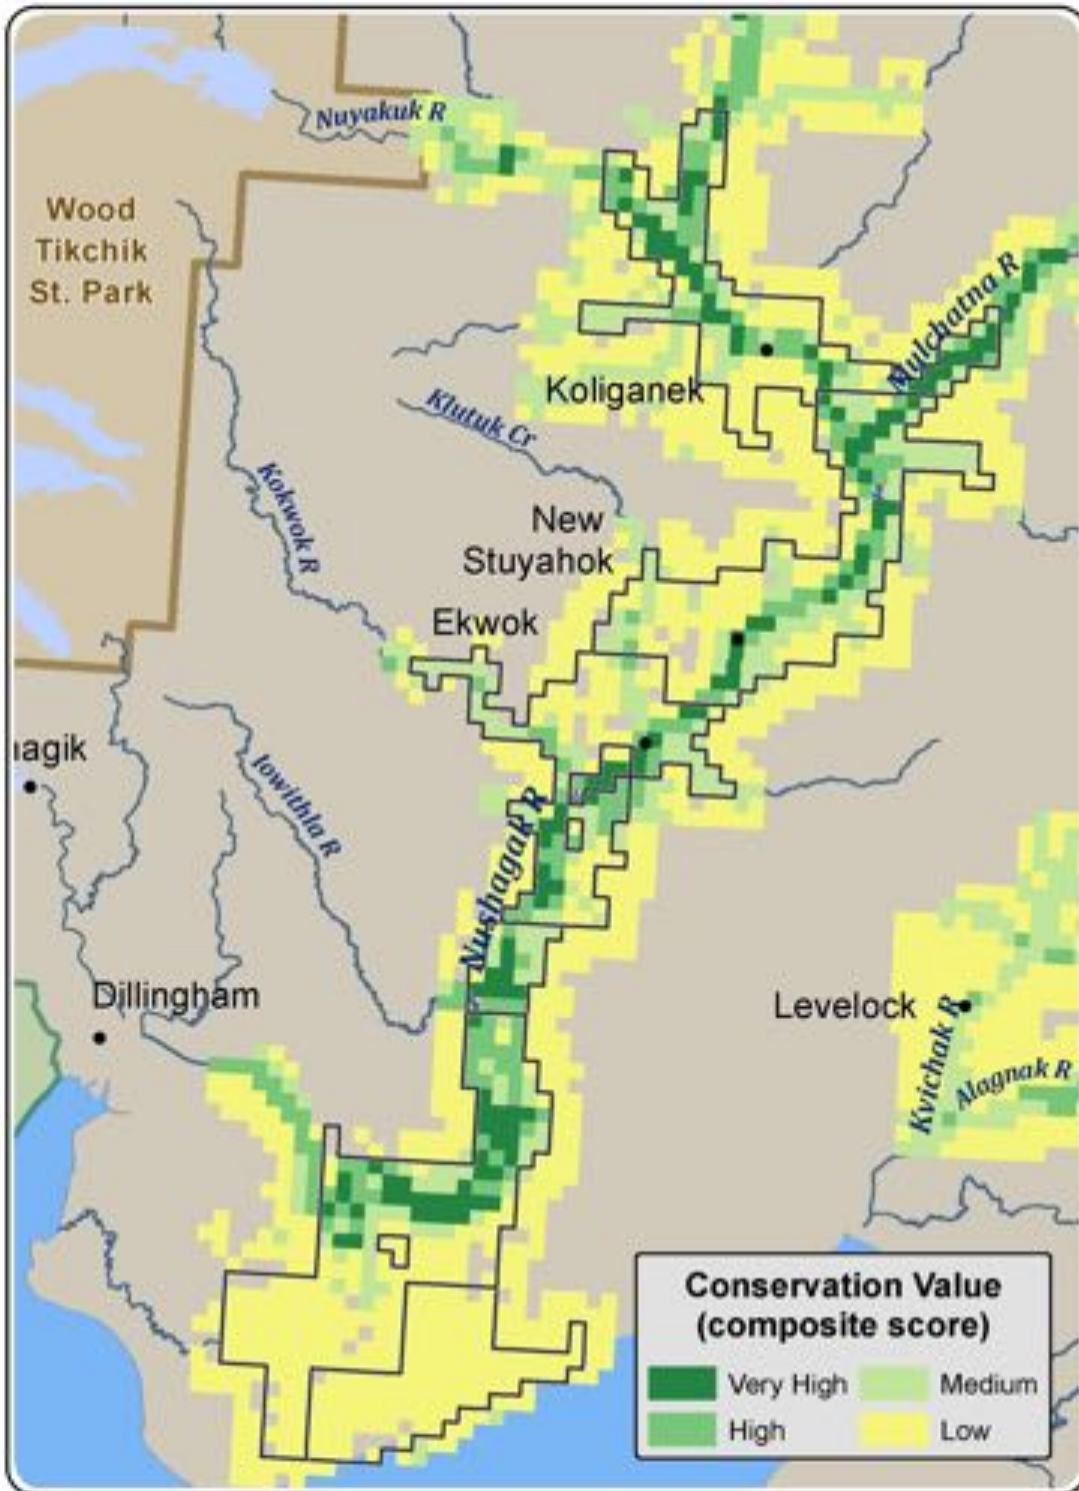 Nuyakuk R
Wood
Tikchik
St. Park
Mulchatna R
Koliganek
Klutuk Cr
Kokwok R
New
Stuyahok
Ekwok
nagik
Iowithla R
Nushagak R
Dillingham
Levelock
Kvichak R
Alagnak R
Conservation Value
(composite score)
Very High
Medium
High
Low